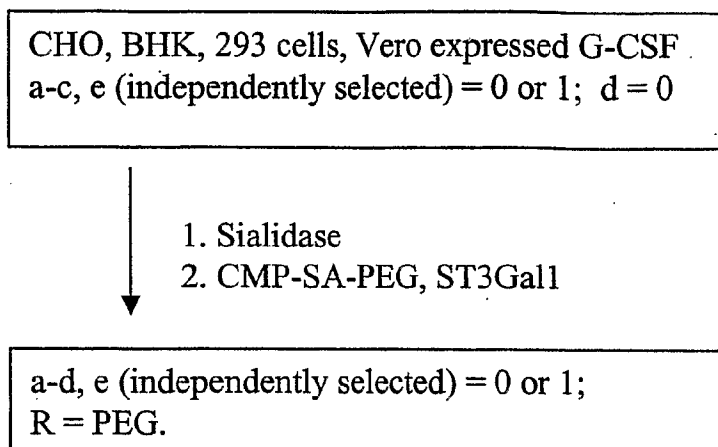 CHO, BHK, 293 cells, Vero expressed G-CSF
a-c, e (independently selected) = 0 or 1; d = 0
1. Sialidase
2. CMP-SA-PEG, ST3Gal1
a-d, e (independently selected) = 0 or 1;
R = PEG.